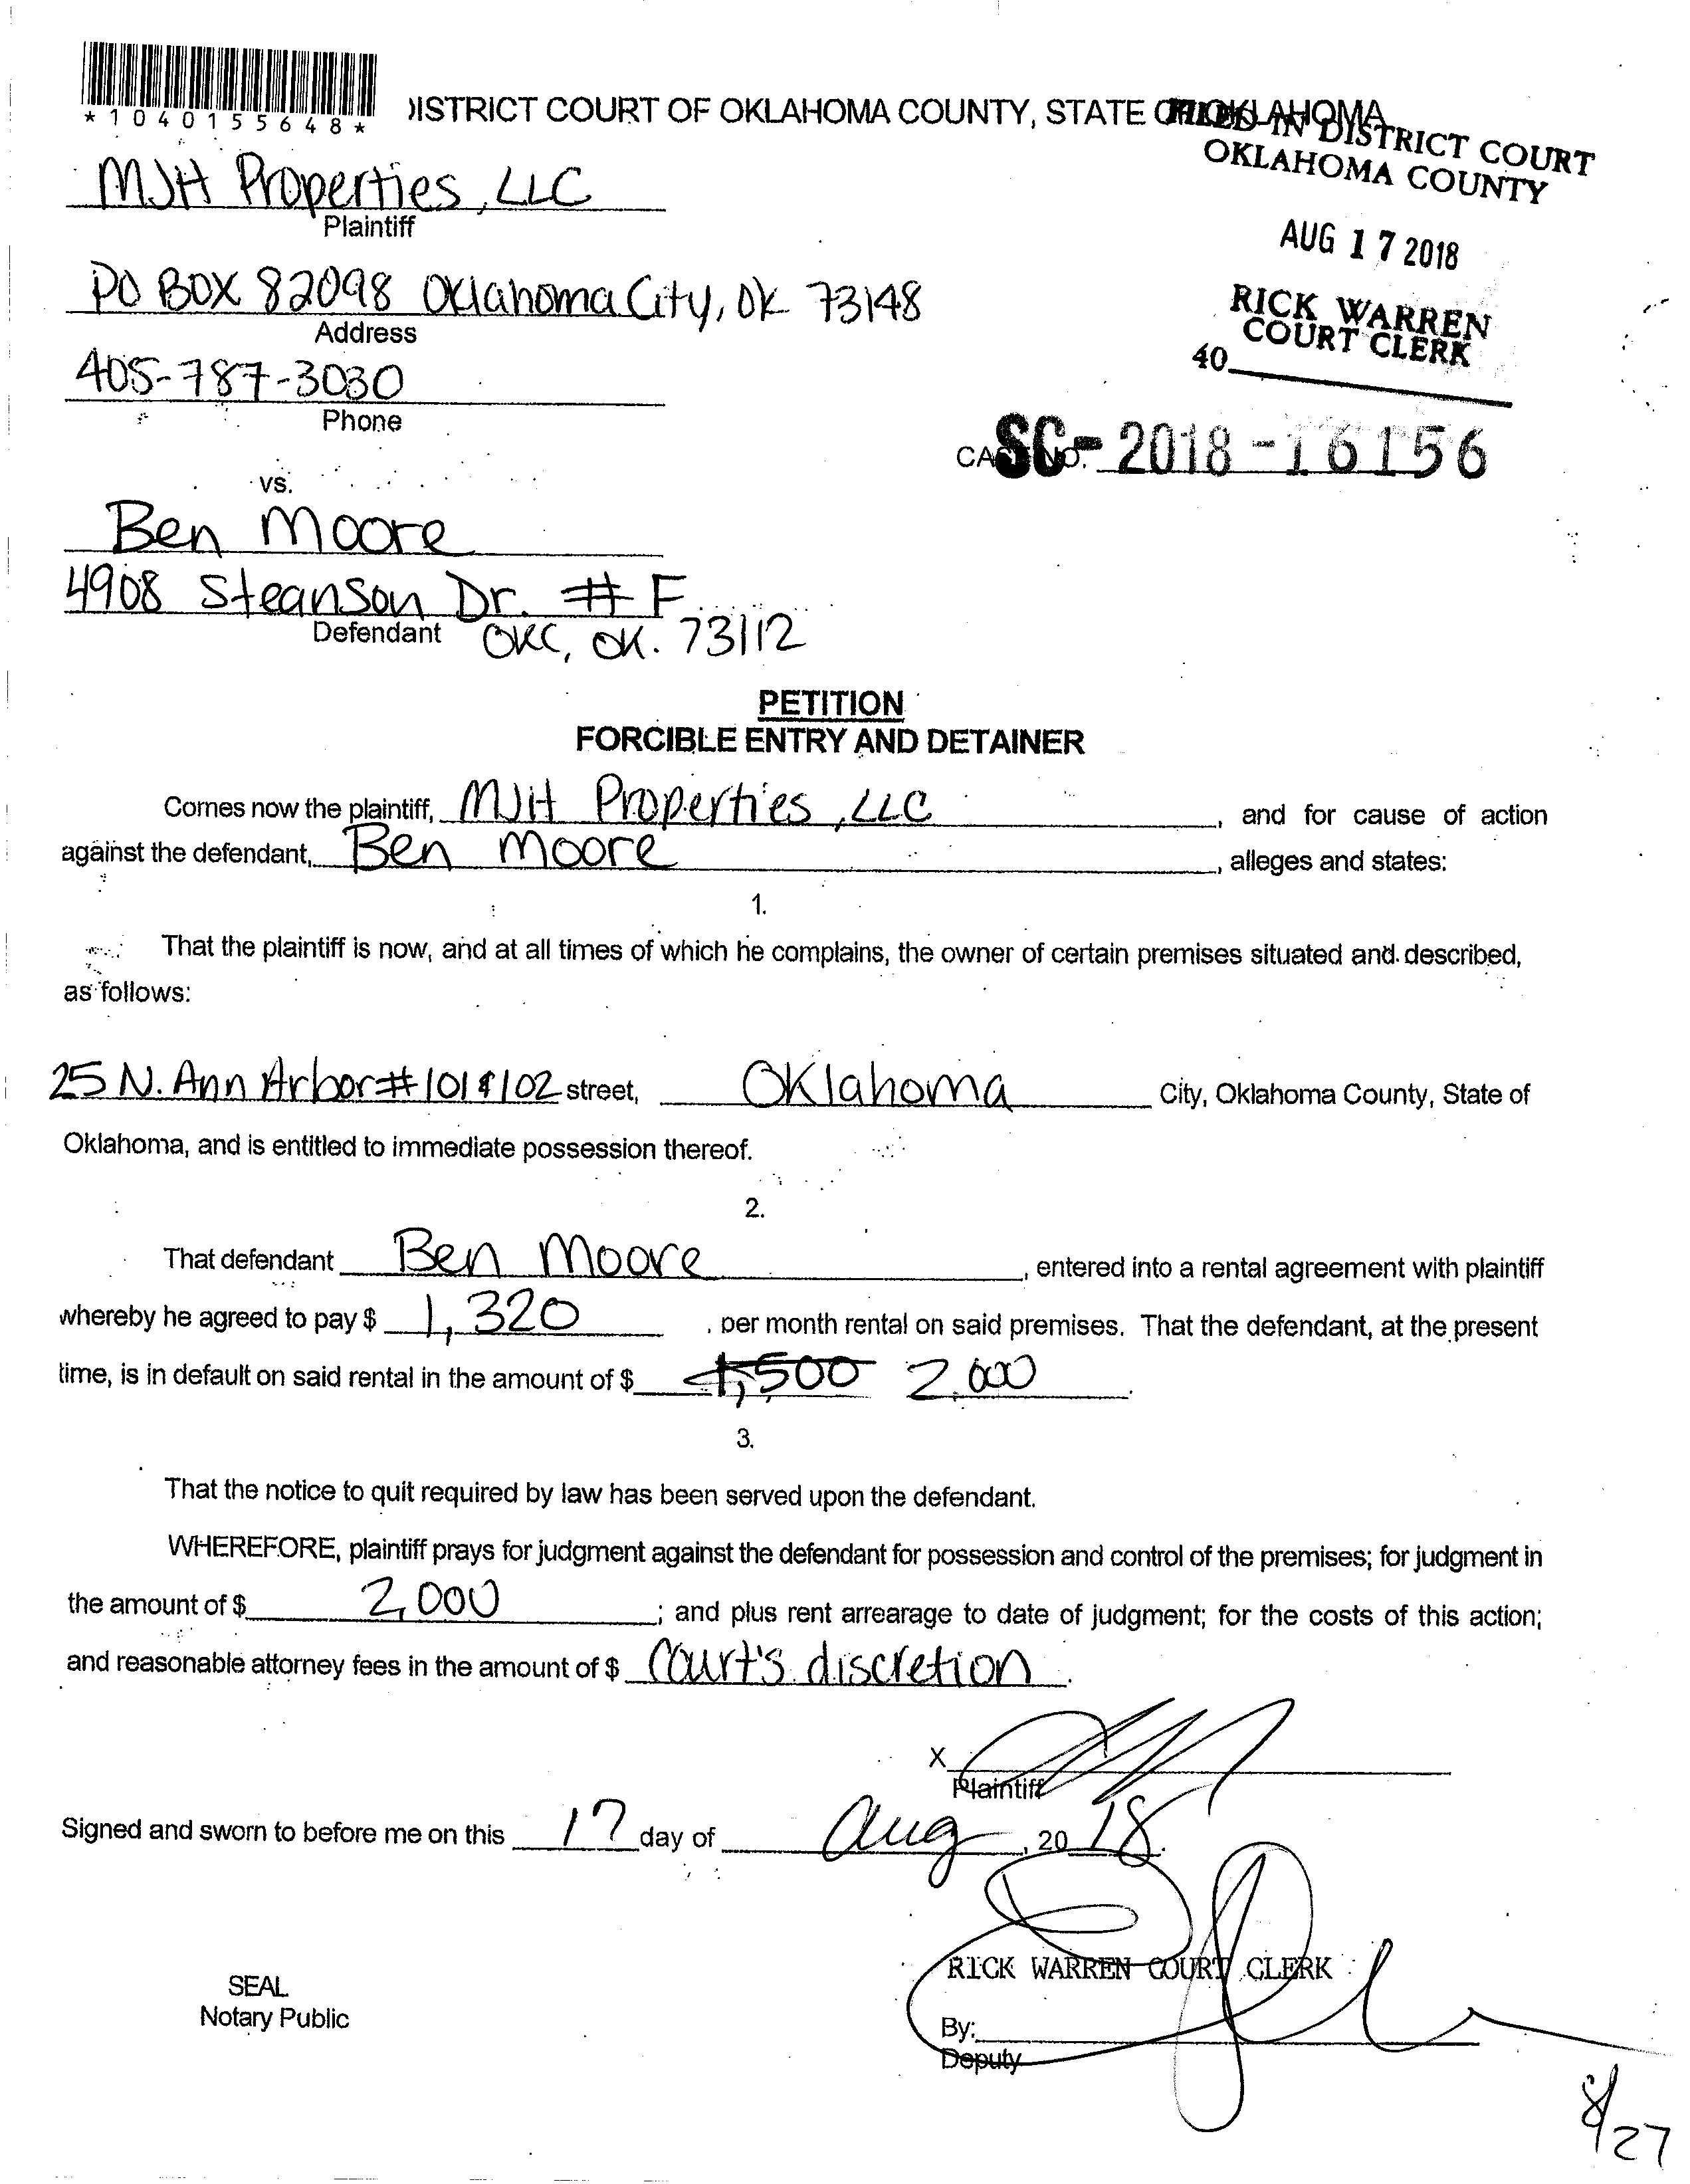 *1040155648*
DISTRICT COURT OF OKLAHOMA COUNTY, STATE OF OKLAHOMA
FILED IN DISTRICT COURT
OKLAHOMA COUNTY
MJH Properties, LLC
Plaintiff
AUG 17 2018
PO BOX 82098 Oklahoma City, OK 73148
Address
RICK WARREN
COURT CLERK
40
405-787-3030
Phone
CASE NO. SC-2018-16156
vs.
Ben Moore
4908 Steanson Dr. #F
Defendant OKC, OK. 73112
PETITION
FORCIBLE ENTRY AND DETAINER
Comes now the plaintiff, MJH Properties, LLC, and for cause of action
against the defendant, Ben Moore, alleges and states:
1.
That the plaintiff is now, and at all times of which he complains, the owner of certain premises situated and described,
as follows:
25 N. Ann Arbor #101&102 street, Oklahoma City, Oklahoma County, State of
Oklahoma, and is entitled to immediate possession thereof.
2.
That defendant Ben Moore, entered into a rental agreement with plaintiff
whereby he agreed to pay $ 1,320 . per month rental on said premises. That the defendant, at the present
time, is in default on said rental in the amount of $ 1,500 2,000.
3.
That the notice to quit required by law has been served upon the defendant.
WHEREFORE, plaintiff prays for judgment against the defendant for possession and control of the premises; for judgment in
the amount of $ 2,000; and plus rent arrearage to date of judgment; for the costs of this action;
and reasonable attorney fees in the amount of $ Court's discretion.
X
Plaintiff
Signed and sworn to before me on this 17 day of Aug, 20 18.
RICK WARREN COURT CLERK
SEAL
Notary Public
By:
Deputy
8/27